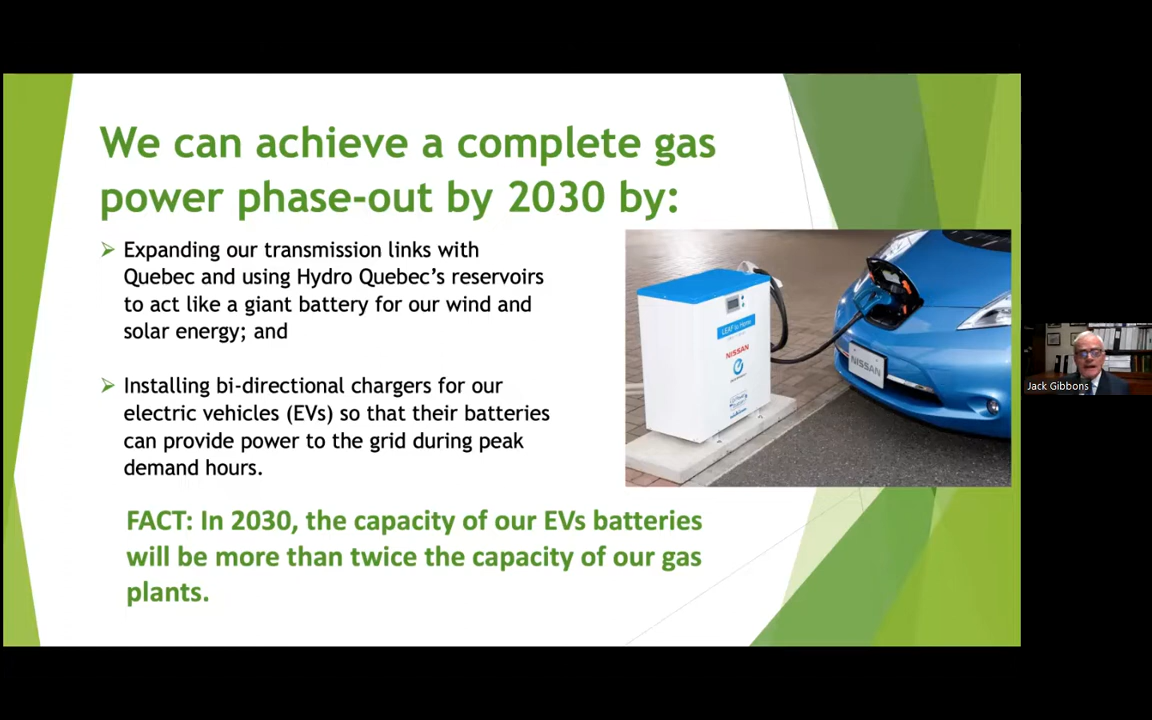 We can achieve a complete gas
power phase-out by 2030 by:
Expanding our transmission links with
Quebec and using Hydro Quebec’s reservoirs
to act like a giant battery for our wind and
solar energy; and
Installing bi-directional chargers for our
electric vehicles (EVs) so that their batteries
can provide power to the grid during peak
demand hours.
FACT: In 2030, the capacity of our EVs batteries
will be more than twice the capacity of our gas
plants.
LEAF to Home
NISSAN
NISSAN
Jack Gibbons